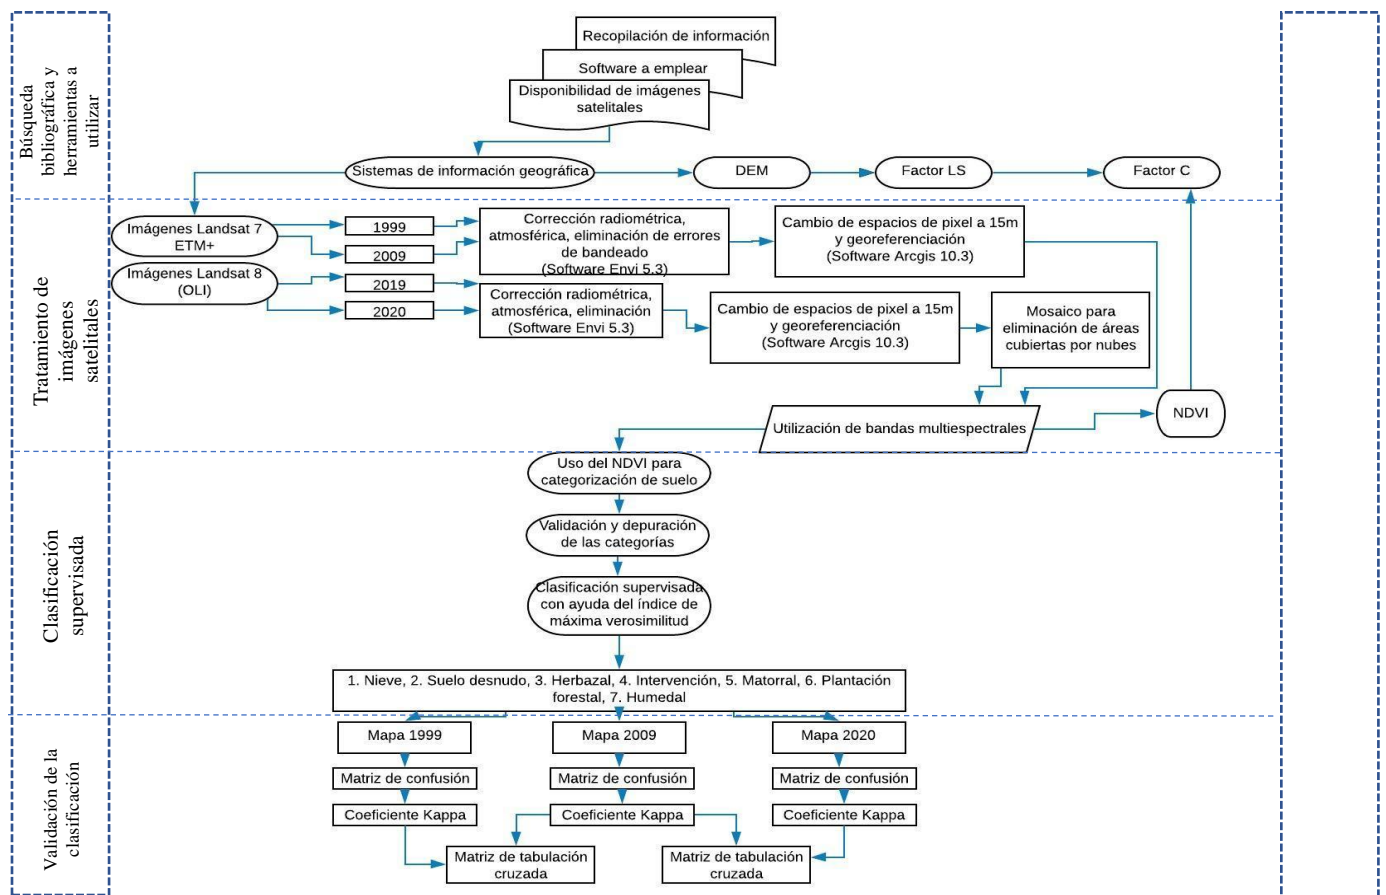 Búsqueda
bibliográfica y
herramientas a
utilizar
Recopilación de información
Software a emplear
Disponibilidad de imágenes
satelitales
Sistemas de información geográfica
DEM
Factor LS
Factor C
Tratamiento de
imágenes
satelitales
Imágenes Landsat 7
ETM+
Imágenes Landsat 8
(OLI)
1999
2009
2019
2020
Corrección radiométrica,
atmosférica, eliminación de errores
de bandeado
(Software Envi 5.3)
Cambio de espacios de pixel a 15m
y georeferenciación
(Software Arcgis 10.3)
Corrección radiométrica,
atmosférica, eliminación
(Software Envi 5.3)
Cambio de espacios de pixel a 15m
y georeferenciación
(Software Arcgis 10.3)
Mosaico para
eliminación de áreas
cubiertas por nubes
Utilización de bandas multiespectrales
NDVI
Clasificación
supervisada
Uso del NDVI para
categorización de suelo
Validación y depuración
de las categorías
Clasificación supervisada
con ayuda del índice de
máxima verosimilitud
1. Nieve, 2. Suelo desnudo, 3. Herbazal, 4. Intervención, 5. Matorral, 6. Plantación
forestal, 7. Humedal
Validación de la
clasificación
Mapa 1999
Mapa 2009
Mapa 2020
Matriz de confusión
Matriz de confusión
Matriz de confusión
Coeficiente Kappa
Coeficiente Kappa
Coeficiente Kappa
Matriz de tabulación
cruzada
Matriz de tabulación
cruzada